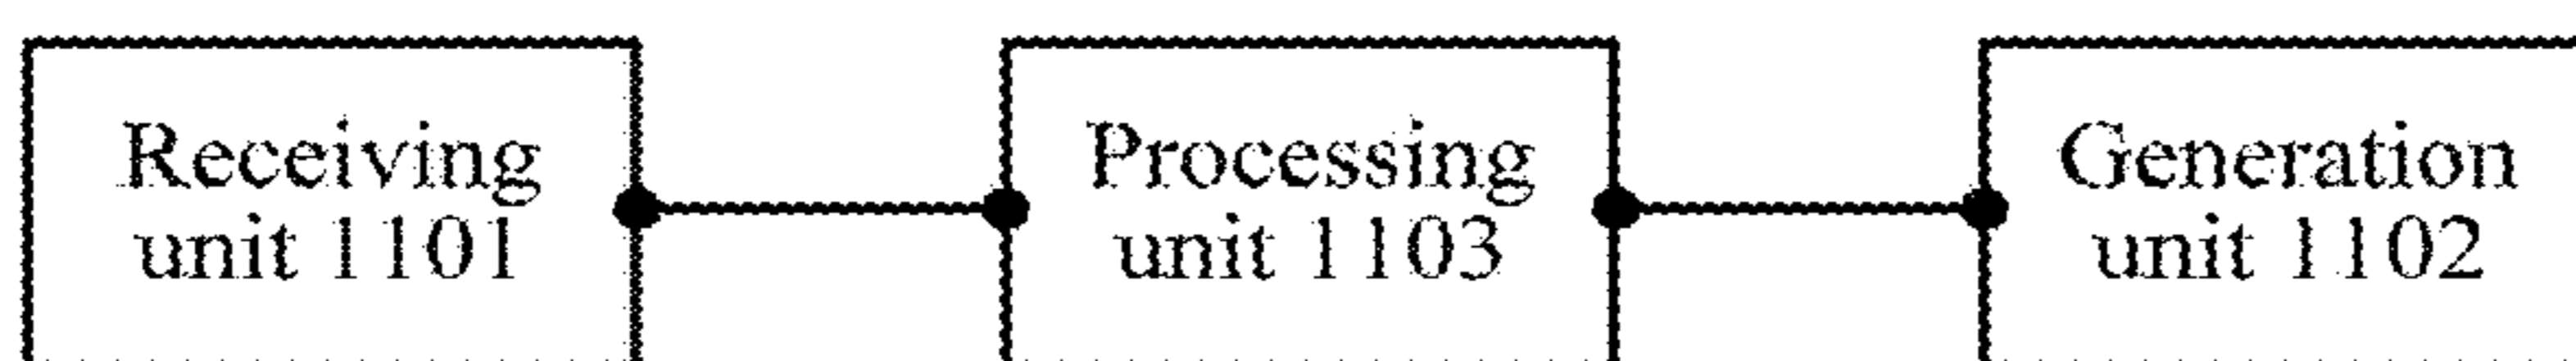 Receiving
unit 1101
Processing
unit 1103
Generation
unit 1102